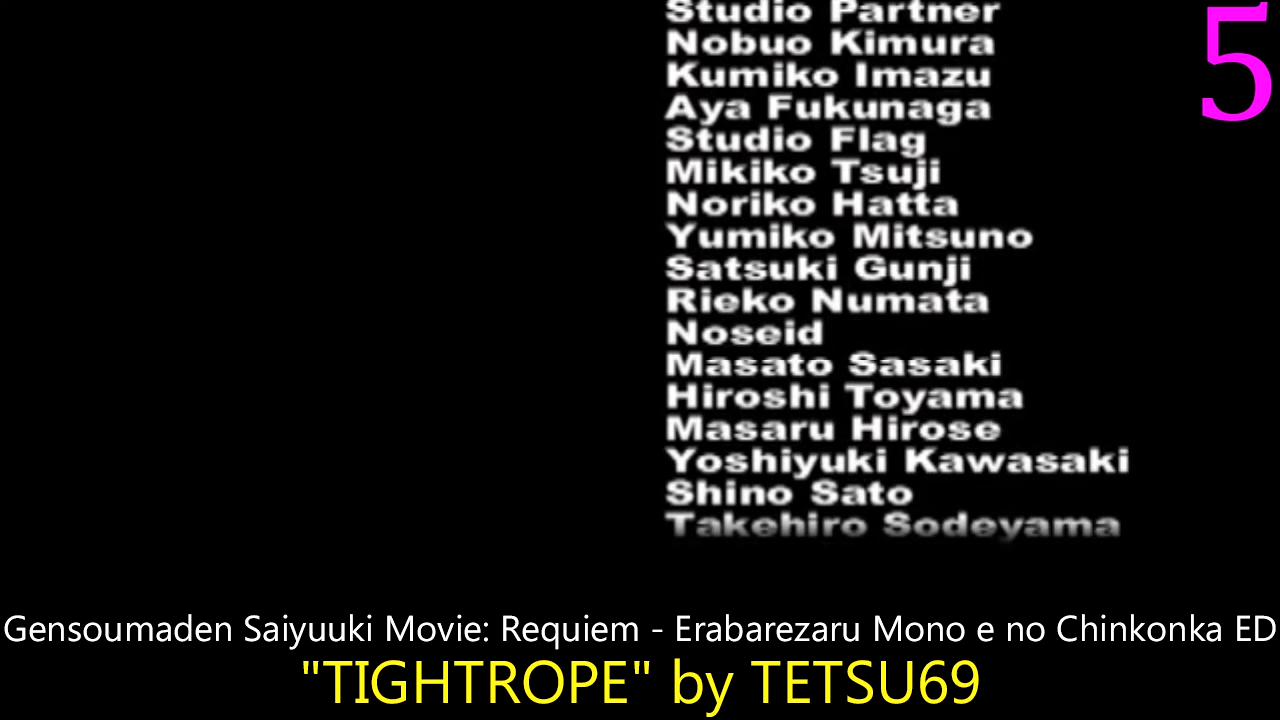 Studio Partner
Nobuo Kimura
Kumiko Imazu
Aya Fukunaga
Studio Flag
Mikiko Tsuji
Noriko Hatta
Yumiko Mitsuno
Satsuki Gunji
Rieko Numata
Noseid
Masato Sasaki
Hiroshi Toyama
Masaru Hirose
Yoshiyuki Kawasaki
Shino Sato
Takehiro Sodeyama
5
Gensoumaden Saiyuuki Movie: Requiem - Erabarezaru Mono e no Chinkonka ED
"TIGHTROPE" by TETSU69